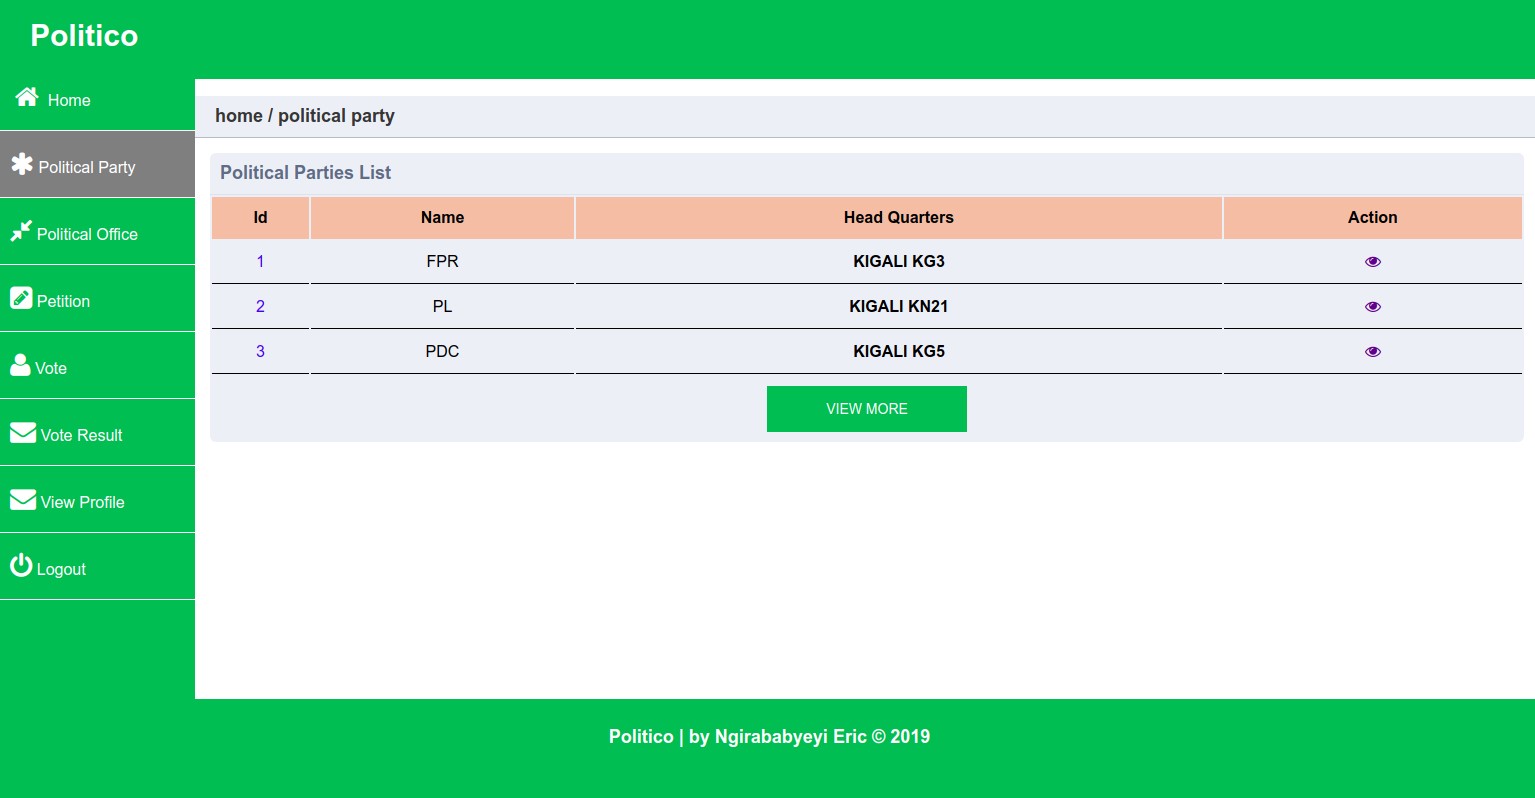 Politico
Home
home / political party
Political Party
Political Parties List
Id Name Head Quarters Action
1 FPR KIGALI KG3
2 PL KIGALI KN21
3 PDC KIGALI KG5
VIEW MORE
Political Office
Petition
Vote
Vote Result
View Profile
Logout
Politico | by Ngirababyeyi Eric © 2019